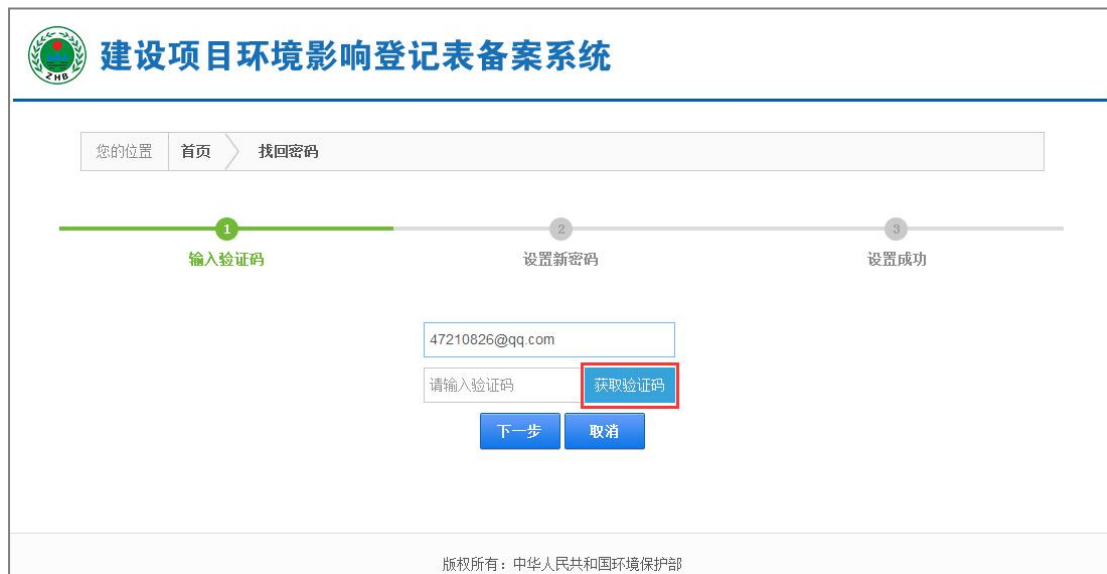 ZHB
建设项目环境影响登记表备案系统
您的位置 首页 找回密码
1 2 3
输入验证码 设置新密码 设置成功
47210826@qq.com
请输入验证码 获取验证码
下一步 取消
版权所有：中华人民共和国环境保护部